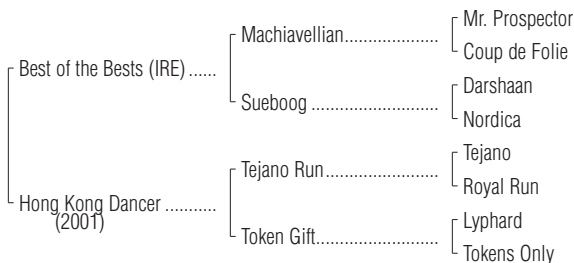 Mr. Prospector
Machiavellian....................
Coup de Folie
Best of the Bests (IRE) ......
Darshaan
Sueboog ...........................
Nordica
Tejano
Tejano Run........................
Royal Run
Hong Kong Dancer ...........
(2001)
Lyphard
Token Gift..........................
Tokens Only